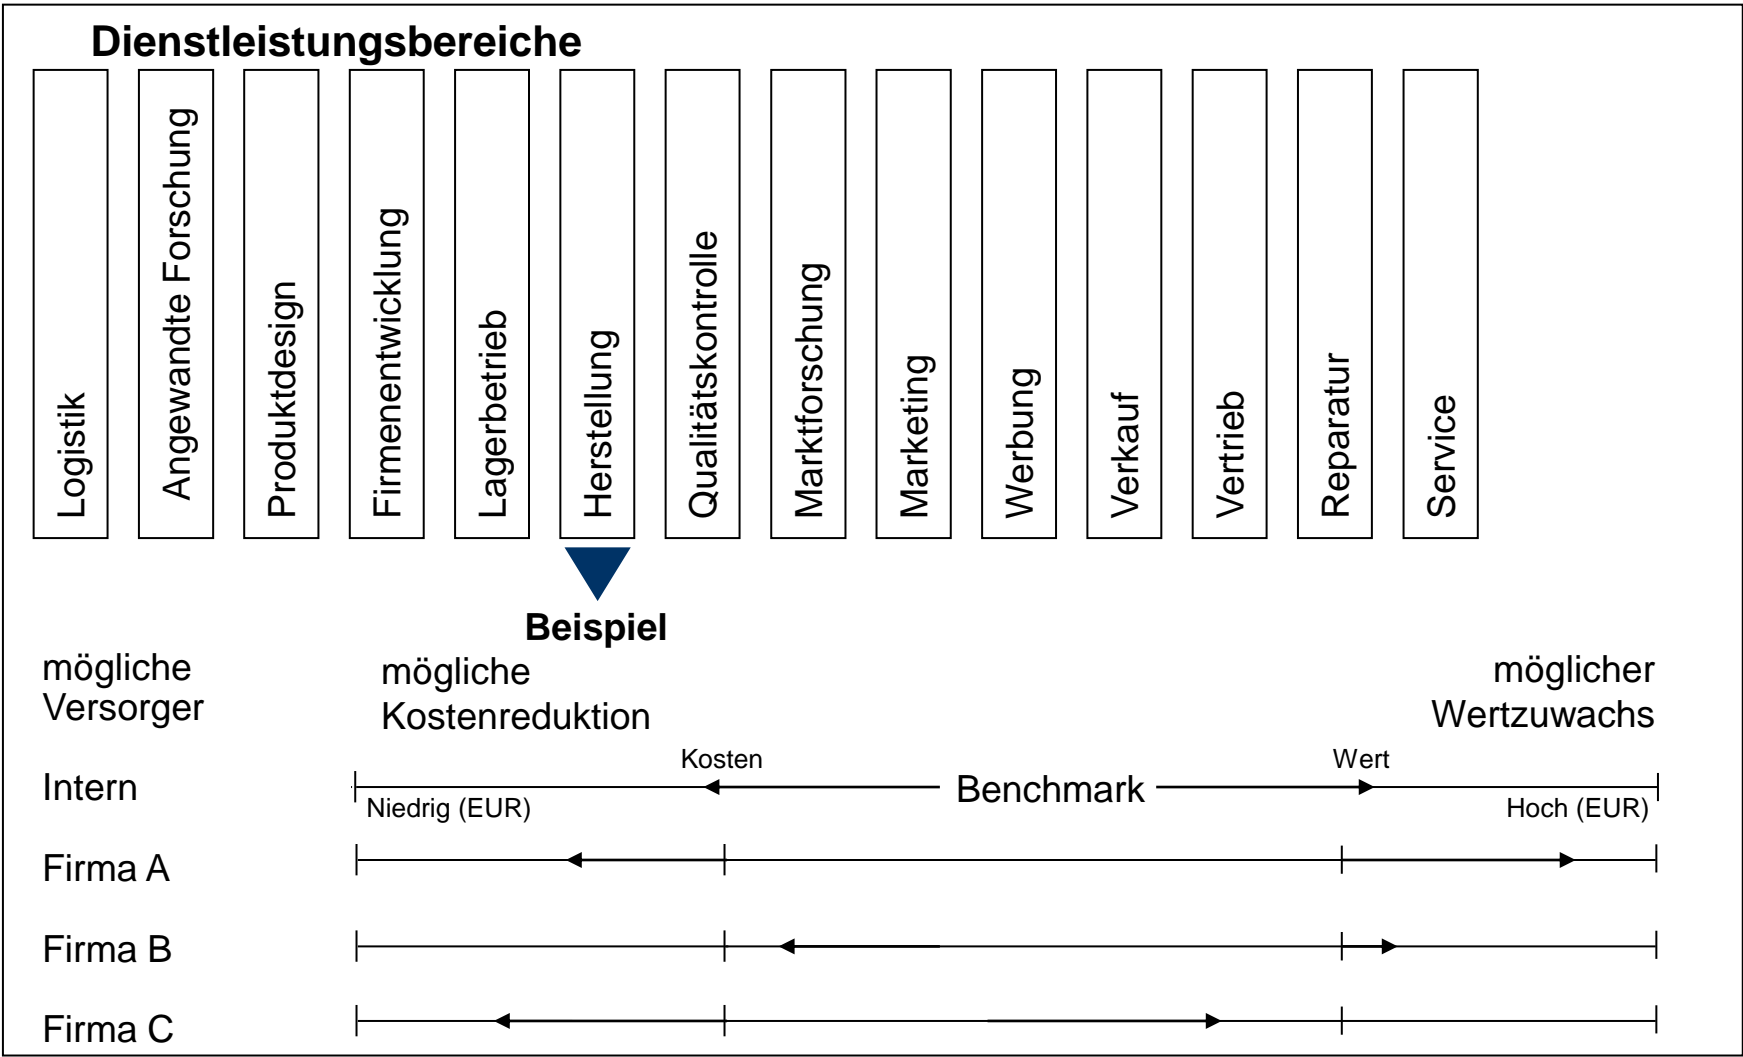 Dienstleistungsbereiche
Logistik
Angewandte Forschung
Produktdesign
Firmenentwicklung
Lagerbetrieb
Herstellung
Qualitätskontrolle
Marktforschung
Marketing
Werbung
Verkauf
Vertrieb
Reparatur
Service
Beispiel
mögliche
Versorger
mögliche
Kostenreduktion
möglicher
Wertzuwachs
Kosten
Wert
Intern
Benchmark
Niedrig (EUR)
Hoch (EUR)
Firma A
Firma B
Firma C